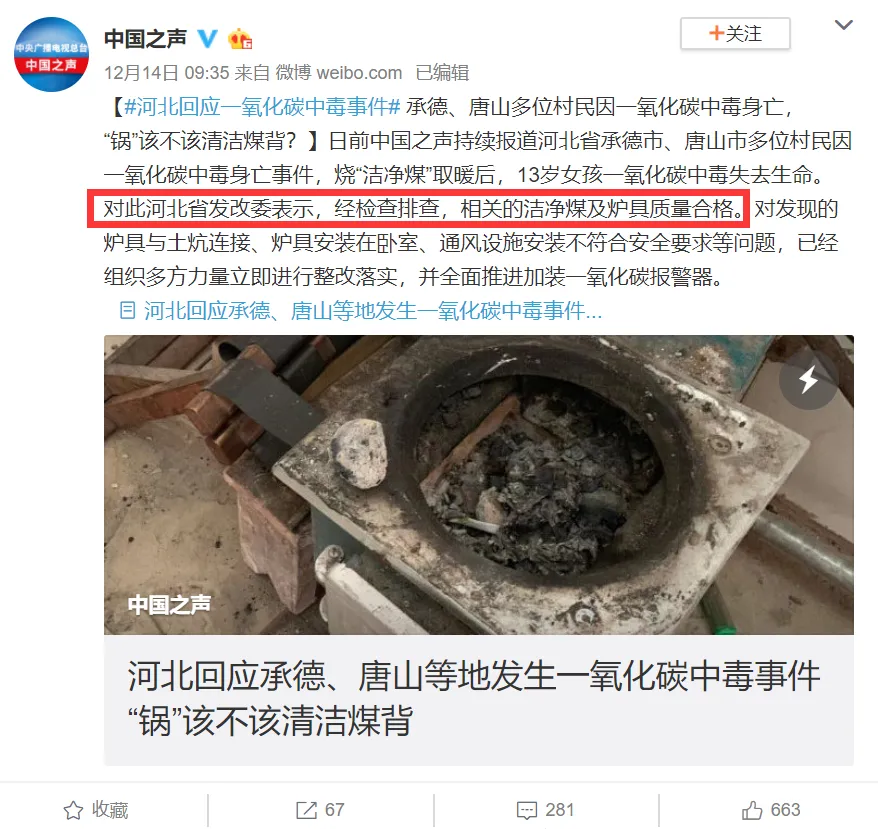 中央广播电视总台
中国之声
中国之声
+关注
12月14日 09:35 来自 微博 weibo.com 已编辑
【#河北回应一氧化碳中毒事件# 承德、唐山多位村民因一氧化碳中毒身亡，
“锅”该不该清洁煤背？】日前中国之声持续报道河北省承德市、唐山市多位村民因
一氧化碳中毒身亡事件，烧“洁净煤”取暖后，13岁女孩一氧化碳中毒失去生命。
对此河北省发改委表示，经检查排查，相关的洁净煤及炉具质量合格。对发现的
炉具与土炕连接、炉具安装在卧室、通风设施安装不符合安全要求等问题，已经
组织多方力量立即进行整改落实，并全面推进加装一氧化碳报警器。
河北回应承德、唐山等地发生一氧化碳中毒事件...
中国之声
河北回应承德、唐山等地发生一氧化碳中毒事件
“锅”该不该清洁煤背
收藏
67
281
663